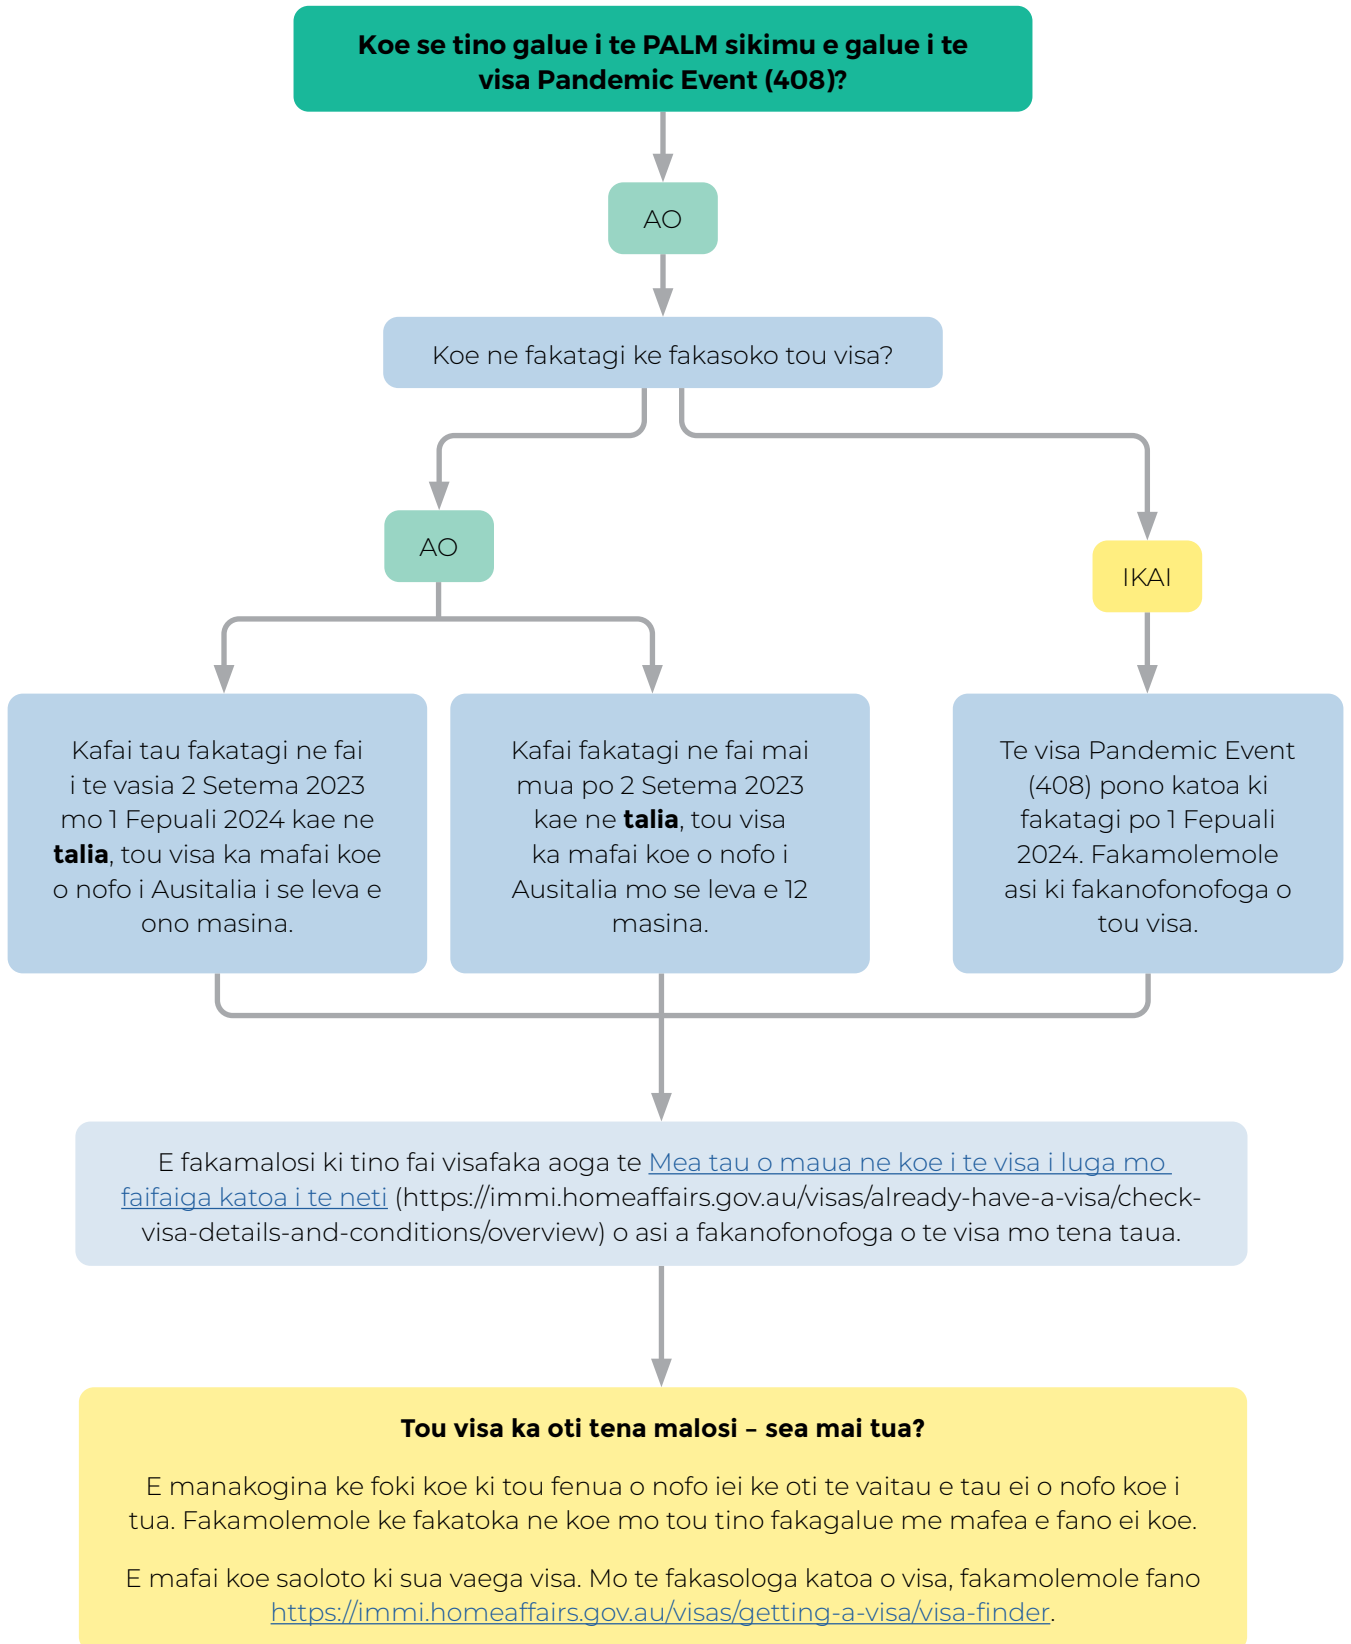 Koe se tino galue i te PALM sikimu e galue i te
visa Pandemic Event (408)?
AO
Koe ne fakatagi ke fakasoko tou visa?
AO
IKAI
Kafai tau fakatagi ne fai
i te vasia 2 Setema 2023
mo 1 Fepuali 2024 kae ne
talia, tou visa ka mafai koe
o nofo i Ausitalia i se leva e
ono masina.
Kafai fakatagi ne fai mai
mua po 2 Setema 2023
kae ne talia, tou visa
ka mafai koe o nofo i
Ausitalia mo se leva e 12
masina.
Te visa Pandemic Event
(408) pono katoa ki
fakatagi po 1 Fepuali
2024. Fakamolemole
asi ki fakanofonofoga o
tou visa.
E fakamalosi ki tino fai visafaka aoga te Mea tau o maua ne koe i te visa i luga mo
faifaiga katoa i te neti (https://immi.homeaffairs.gov.au/visas/already-have-a-visa/check-
visa-details-and-conditions/overview) o asi a fakanofonofoga o te visa mo tena taua.
Tou visa ka oti tena malosi – sea mai tua?
E manakogina ke foki koe ki tou fenua o nofo iei ke oti te vaitau e tau ei o nofo koe i
tua. Fakamolemole ke fakatoka ne koe mo tou tino fakagalue me mafea e fano ei koe.
E mafai koe saoloto ki sua vaega visa. Mo te fakasologa katoa o visa, fakamolemole fano
https://immi.homeaffairs.gov.au/visas/getting-a-visa/visa-finder.